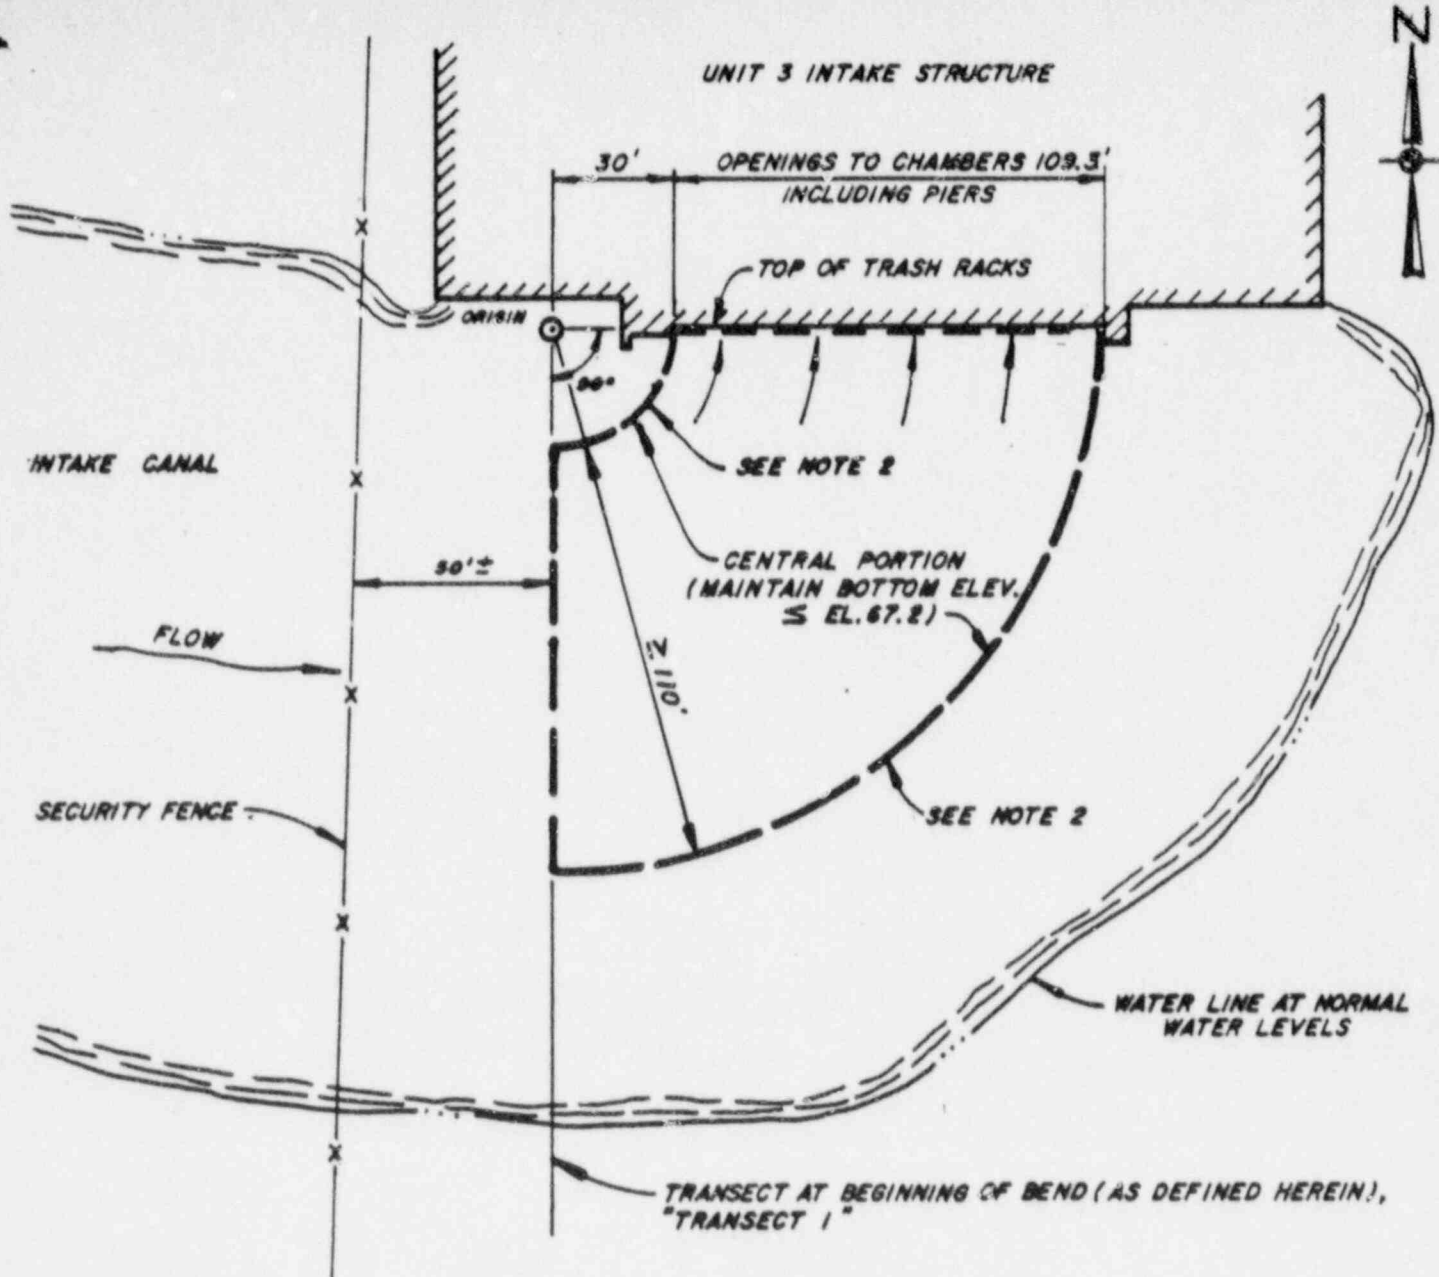 N
UNIT 3 INTAKE STRUCTURE
30'
OPENINGS TO CHAMBERS 109.3'
INCLUDING PIERS
X
TOP OF TRASH RACKS
ORIGIN
90°
INTAKE CANAL
X
SEE NOTE 2
50'±
CENTRAL PORTION
(MAINTAIN BOTTOM ELEV.
≤ EL.67.2)
FLOW
X
≥110'
SECURITY FENCE
SEE NOTE 2
X
WATER LINE AT NORMAL
WATER LEVELS
X
TRANSECT AT BEGINNING OF BEND (AS DEFINED HEREIN),
"TRANSECT 1"